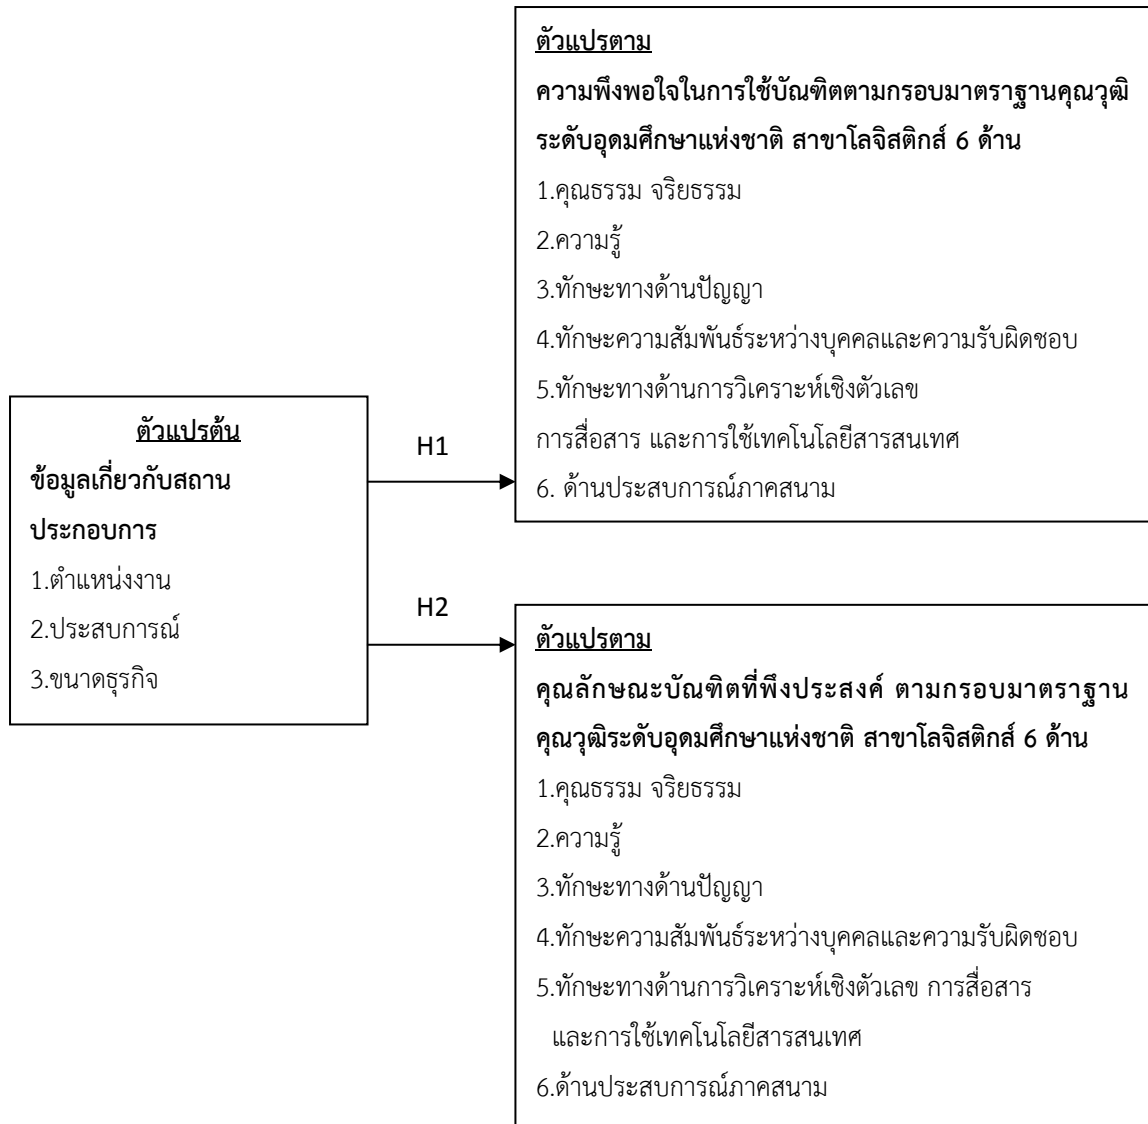 ตัวแปรตาม
ความพึงพอใจในการใช้บัณฑิตตามกรอบมาตราฐานคุณวุฒิ
ระดับอุดมศึกษาแห่งชาติ สาขาโลจิสติกส์ 6 ด้าน
1.คุณธรรม จริยธรรม
2.ความรู้
3.ทักษะทางด้านปัญญา
4.ทักษะความสัมพันธ์ระหว่างบุคคลและความรับผิดชอบ
5.ทักษะทางด้านการวิเคราะห์เชิงตัวเลข
การสื่อสาร และการใช้เทคโนโลยีสารสนเทศ
6. ด้านประสบการณ์ภาคสนาม
ตัวแปรต้น
ข้อมูลเกี่ยวกับสถาน
ประกอบการ
1.ตำแหน่งงาน
2.ประสบการณ์
3.ขนาดธุรกิจ
H1
H2
ตัวแปรตาม
คุณลักษณะบัณฑิตที่พึงประสงค์ ตามกรอบมาตราฐาน
คุณวุฒิระดับอุดมศึกษาแห่งชาติ สาขาโลจิสติกส์ 6 ด้าน
1.คุณธรรม จริยธรรม
2.ความรู้
3.ทักษะทางด้านปัญญา
4.ทักษะความสัมพันธ์ระหว่างบุคคลและความรับผิดชอบ
5.ทักษะทางด้านการวิเคราะห์เชิงตัวเลข การสื่อสาร
และการใช้เทคโนโลยีสารสนเทศ
6.ด้านประสบการณ์ภาคสนาม